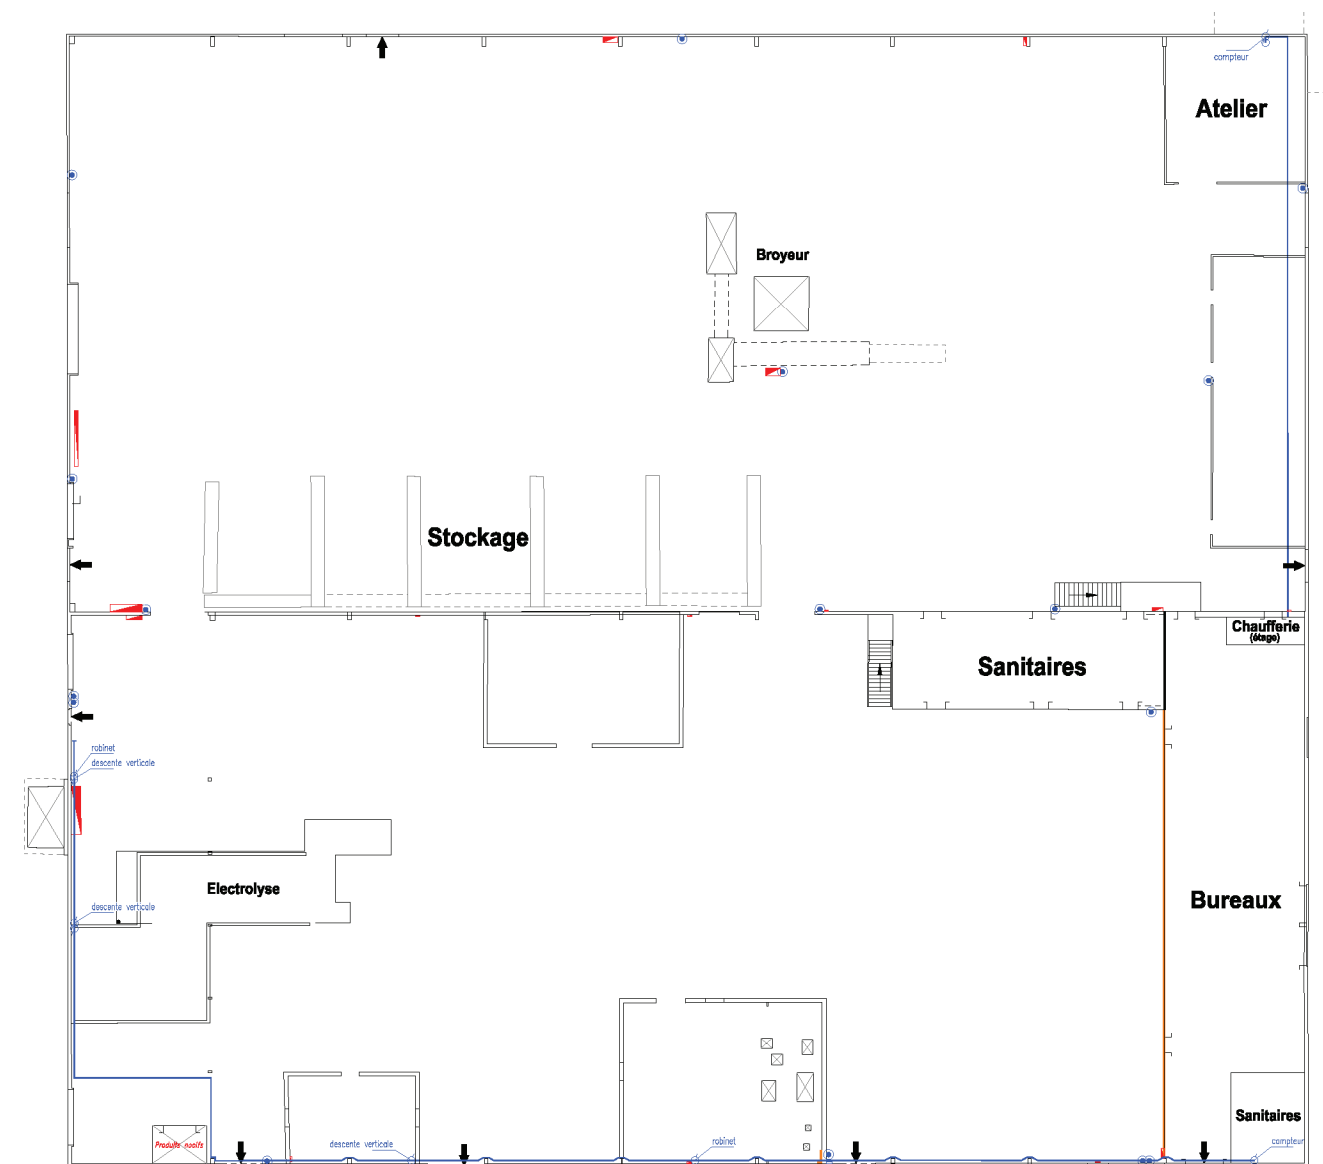 compteur
Atelier
Broyeur
Stockage
Chaufferie
(étage)
Sanitaires
robinet
descente verticale
Electrolyse
Bureaux
descente verticale
Sanitaires
Produits nocifs
descente verticale
robinet
compteur